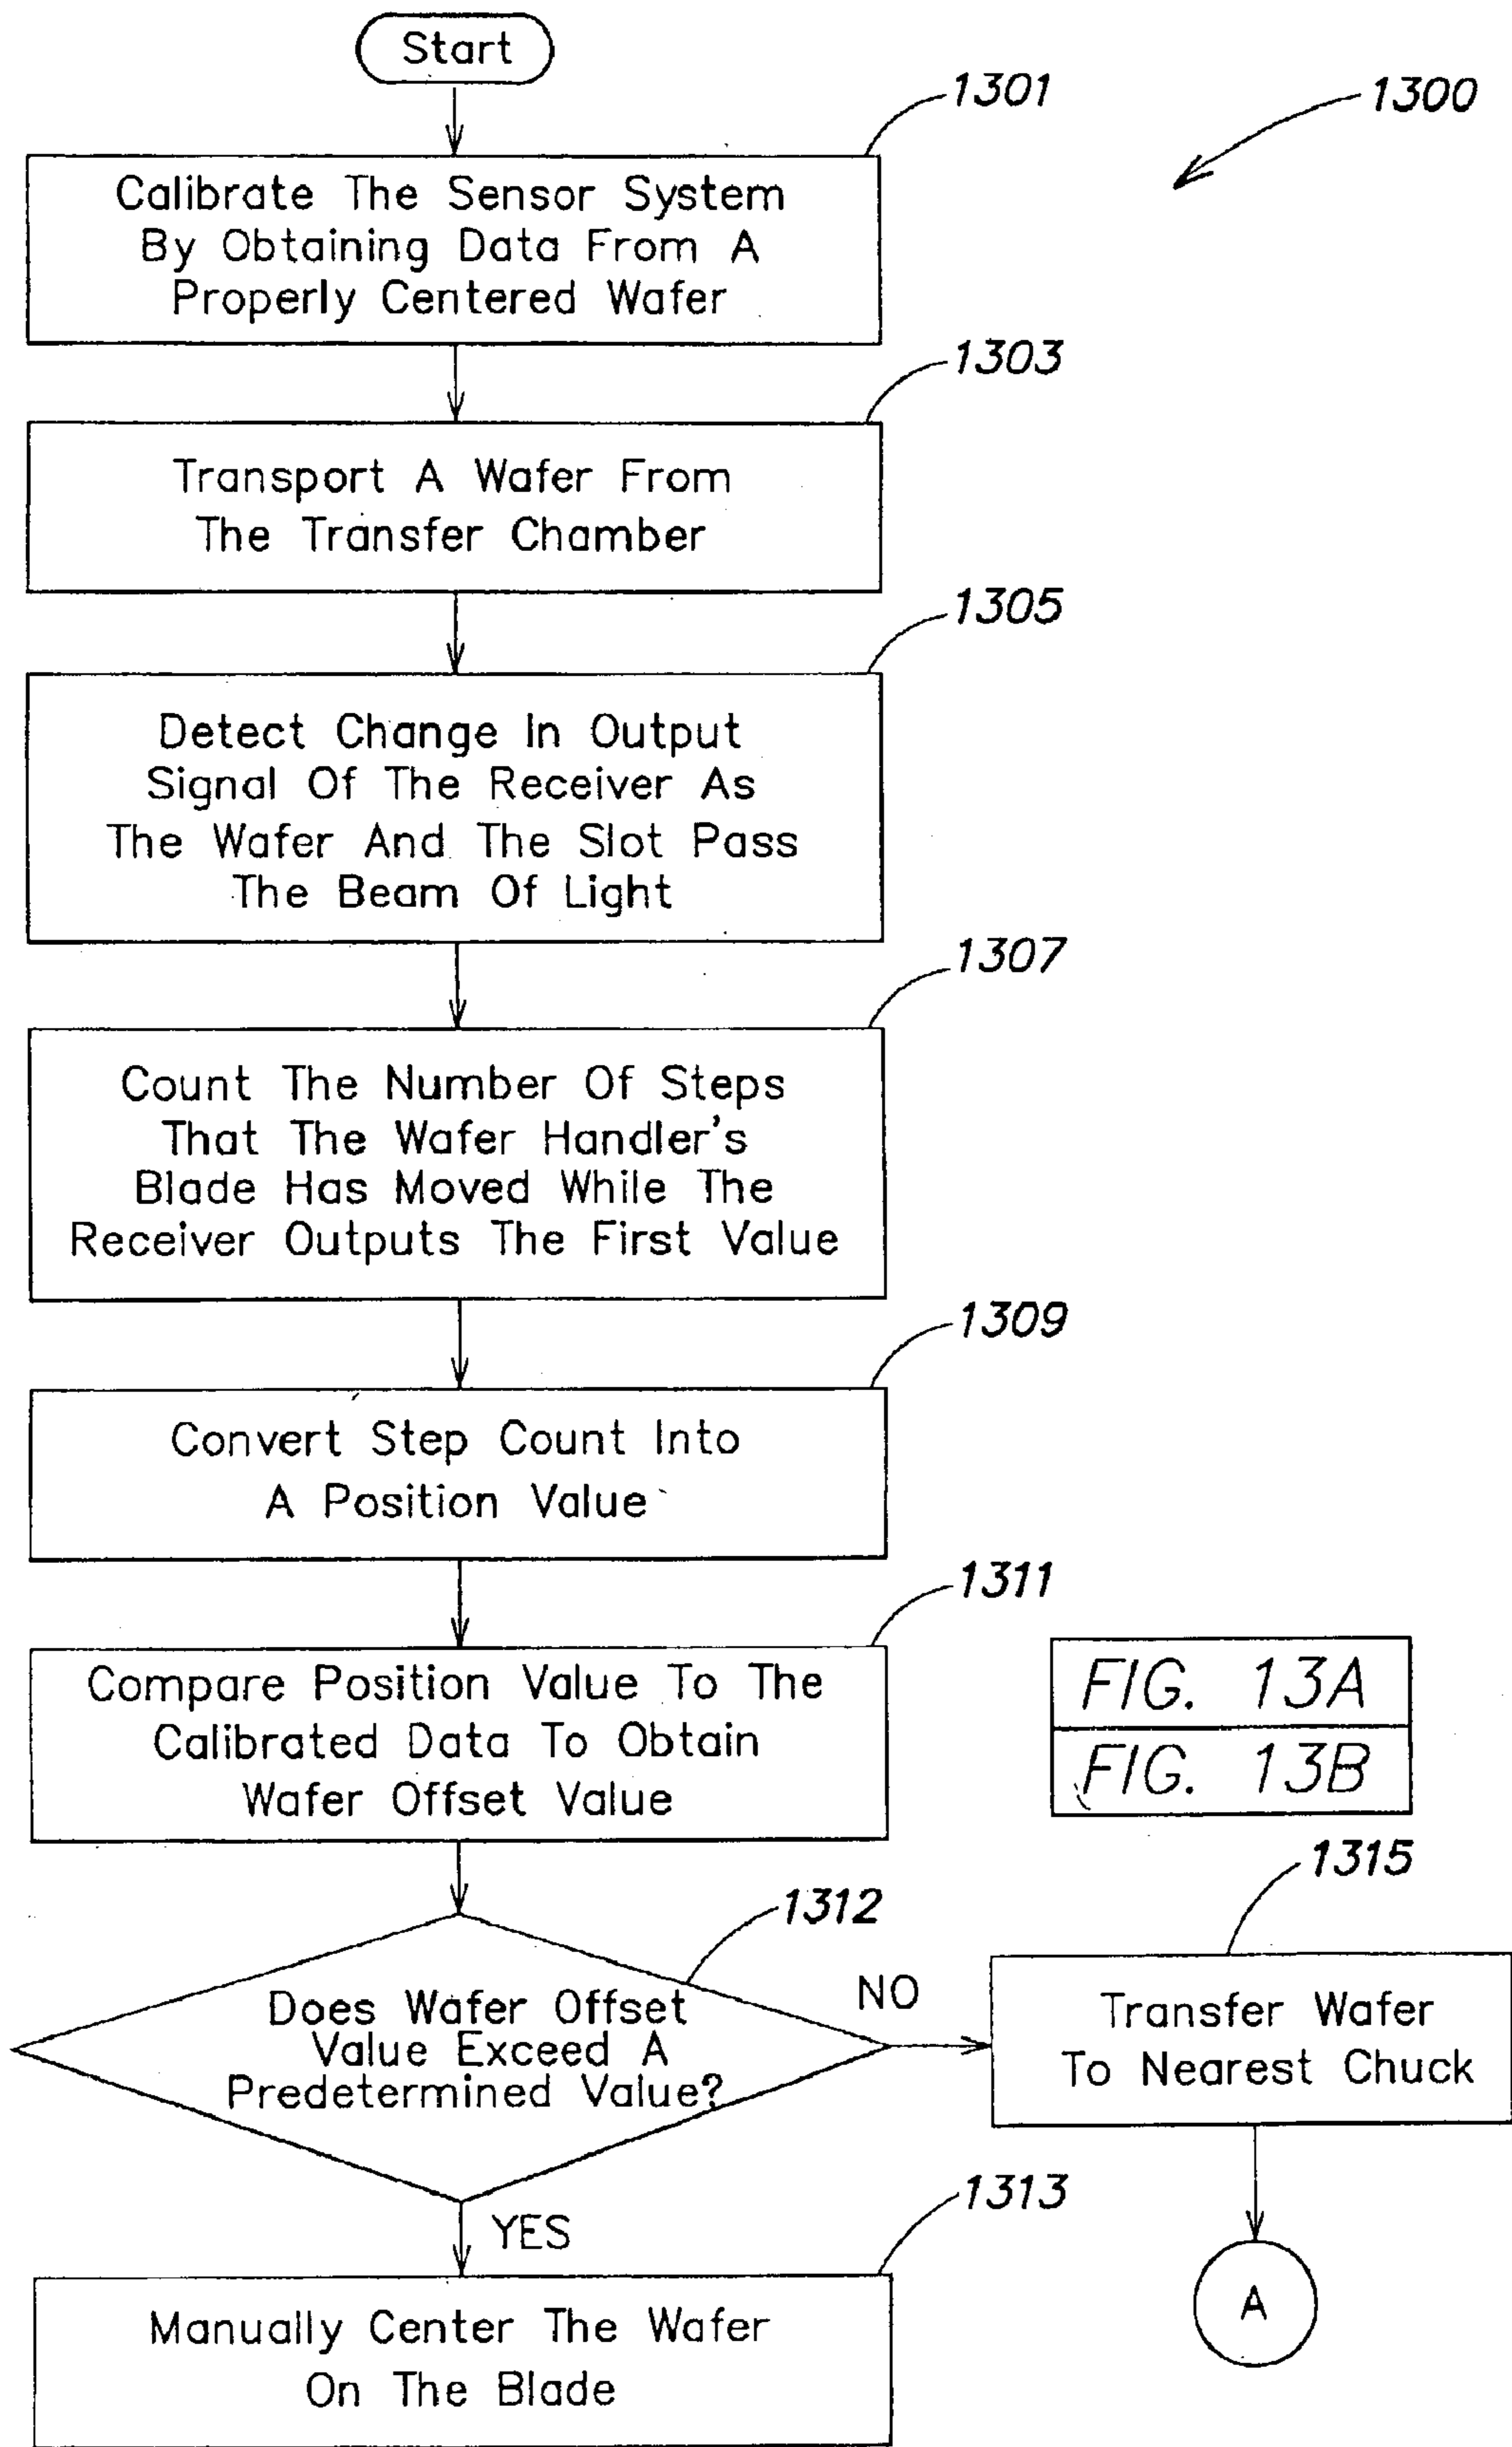 Start
1301
1300
Calibrate The Sensor System
By Obtaining Data From A
Properly Centered Wafer
1303
Transport A Wafer From
The Transfer Chamber
1305
Detect Change In Output
Signal Of The Receiver As
The Wafer And The Slot Pass
The Beam Of Light
1307
Count The Number Of Steps
That The Wafer Handler's
Blade Has Moved While The
Receiver Outputs The First Value
1309
Convert Step Count Into
A Position Value
1311
Compare Position Value To The
Calibrated Data To Obtain
Wafer Offset Value
FIG. 13A
FIG. 13B
1312
Does Wafer Offset
Value Exceed A
Predetermined Value?
NO
1315
Transfer Wafer
To Nearest Chuck
YES
1313
Manually Center The Wafer
On The Blade
A